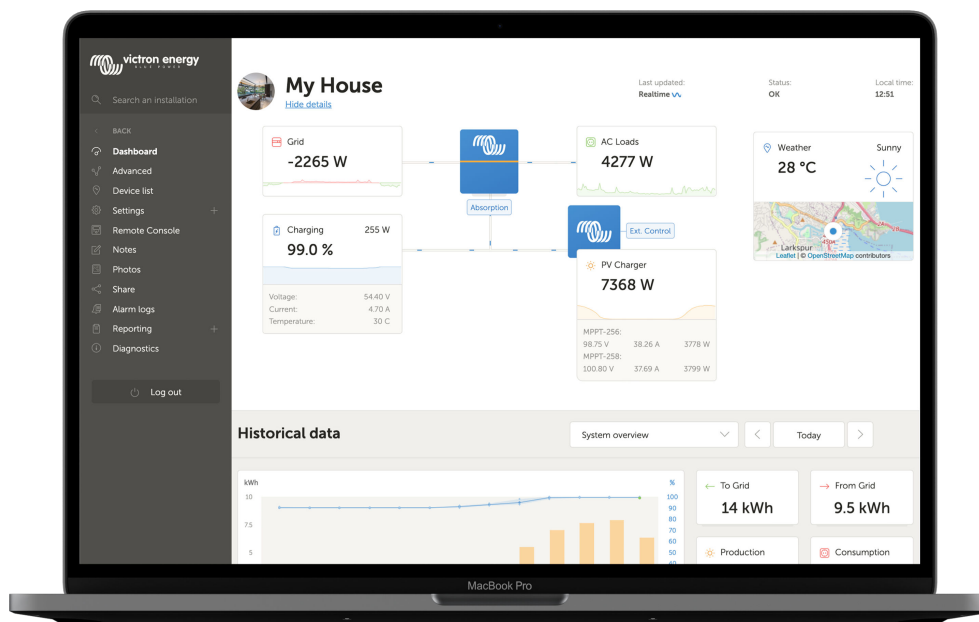 victron energy
BLUE POWER
Search an installation
BACK
Dashboard
Advanced
Device list
Settings
Remote Console
Notes
Photos
Share
Alarm logs
Reporting
Diagnostics
Log out
My House
Hide details
Last updated:
Realtime
Status:
OK
Local time:
12:51
Grid
-2265 W
AC Loads
4277 W
Weather
Sunny
28 °C
Absorption
Charging 255 W
99.0 %
Voltage: 54.40 V
Current: 4.70 A
Temperature: 30 C
Ext. Control
PV Charger
7368 W
MPPT-256:
98.75 V 38.26 A 3778 W
MPPT-258:
100.80 V 37.69 A 3799 W
Larkspur
Leaflet | © OpenStreetMap contributors
Historical data
System overview
Today
kWh
10
7.5
5
%
100
90
80
70
60
50
40
To Grid
14 kWh
From Grid
9.5 kWh
Production
Consumption
MacBook Pro